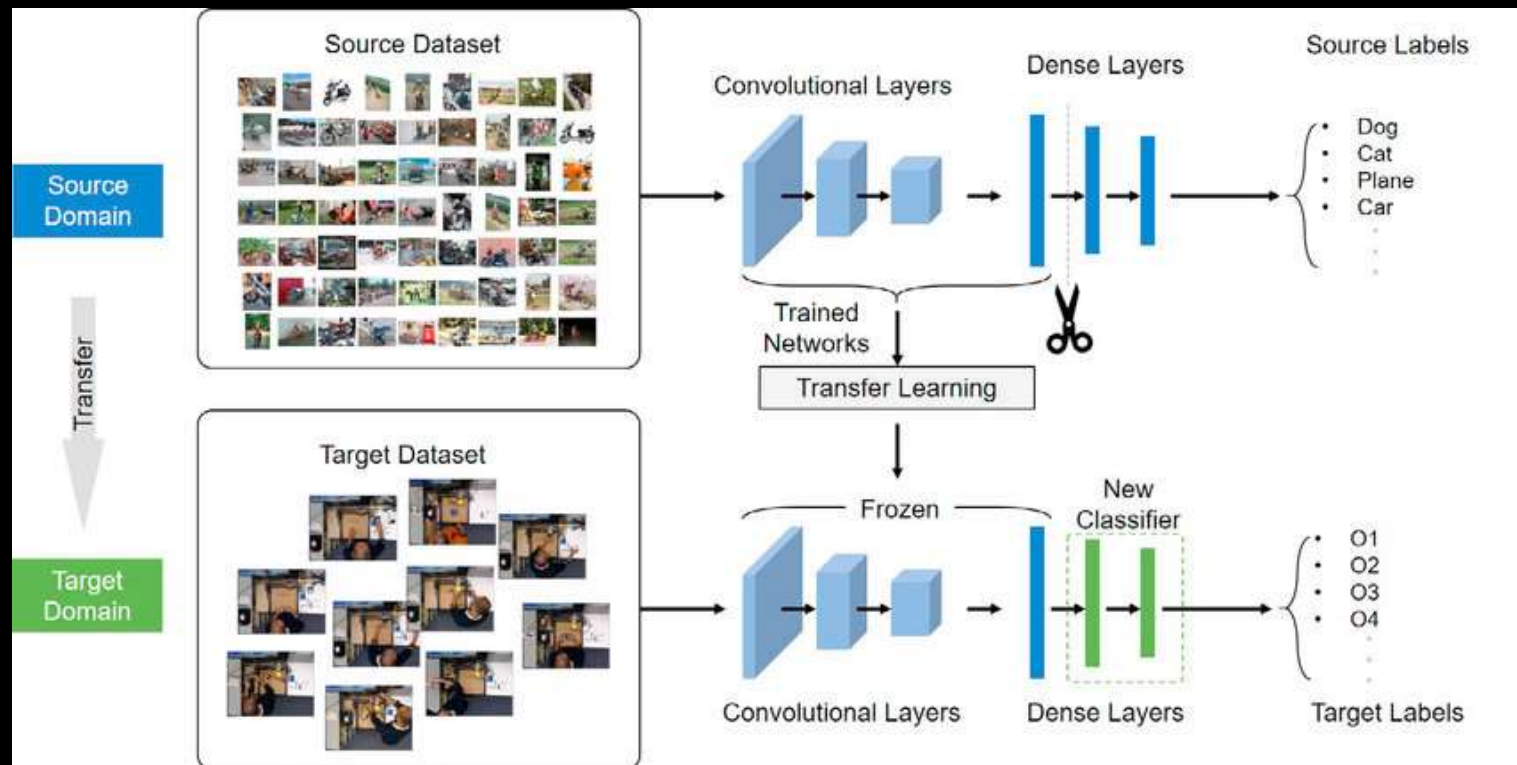 Source Dataset
Convolutional Layers
Dense Layers
Source Labels
Source
Domain
• Dog
• Cat
• Plane
• Car
Trained
Networks
Transfer Learning
Transfer
Target Dataset
Frozen
New
Classifier
Target
Domain
• O1
• O2
• O3
• O4
Convolutional Layers
Dense Layers
Target Labels